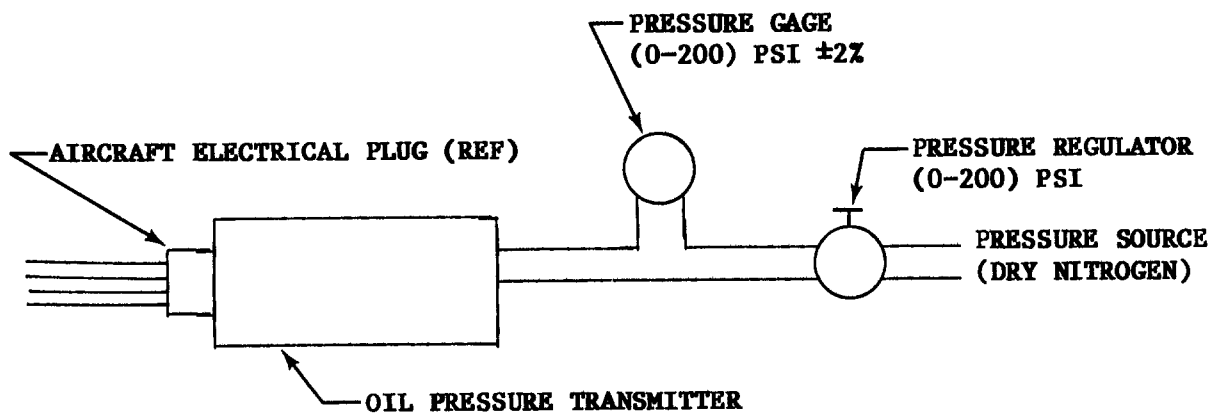 PRESSURE GAGE
(0-200) PSI ±2%
AIRCRAFT ELECTRICAL PLUG (REF)
PRESSURE REGULATOR
(0-200) PSI
PRESSURE SOURCE
(DRY NITROGEN)
OIL PRESSURE TRANSMITTER